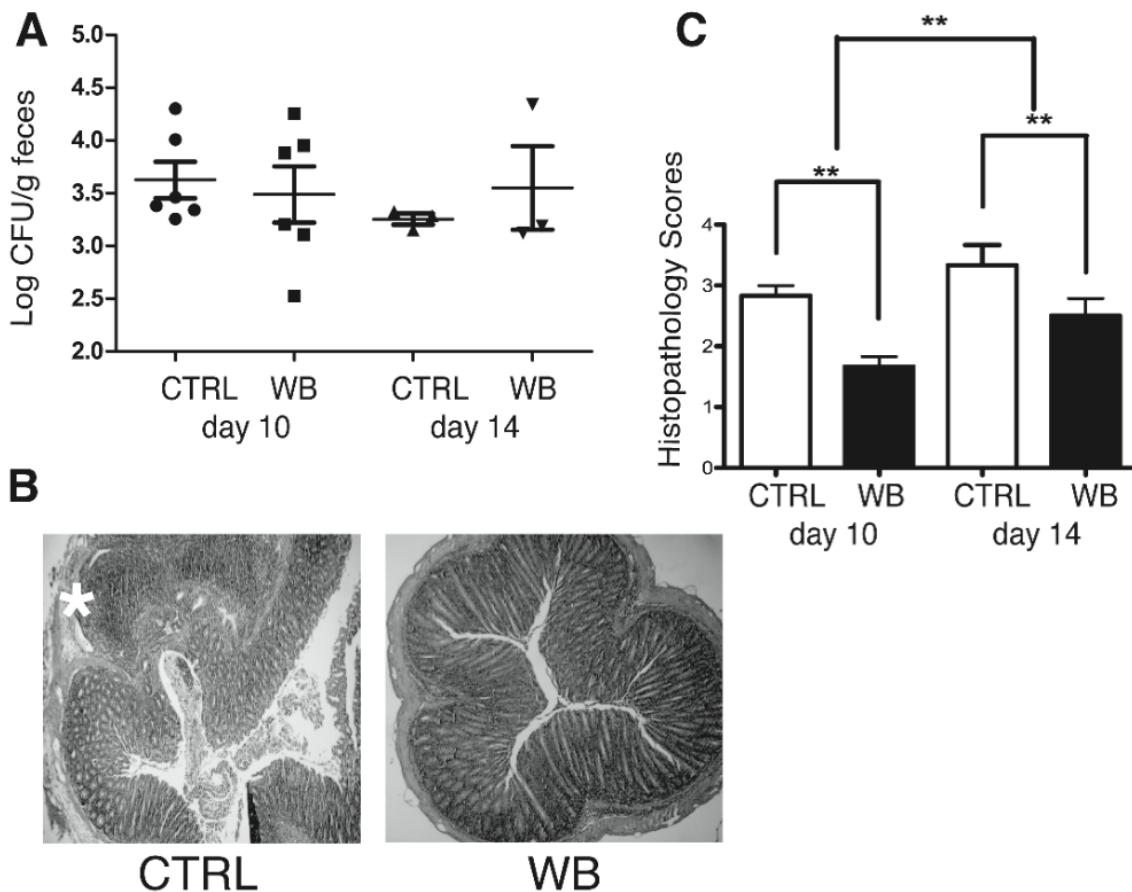 A
Log CFU/g feces
5.0
4.5
4.0
3.5
3.0
2.5
2.0
CTRL WB CTRL WB
day 10 day 14
B
*
CTRL WB
C
**
**
**
Histopathology Scores
4
3
2
1
0
CTRL WB CTRL WB
day 10 day 14